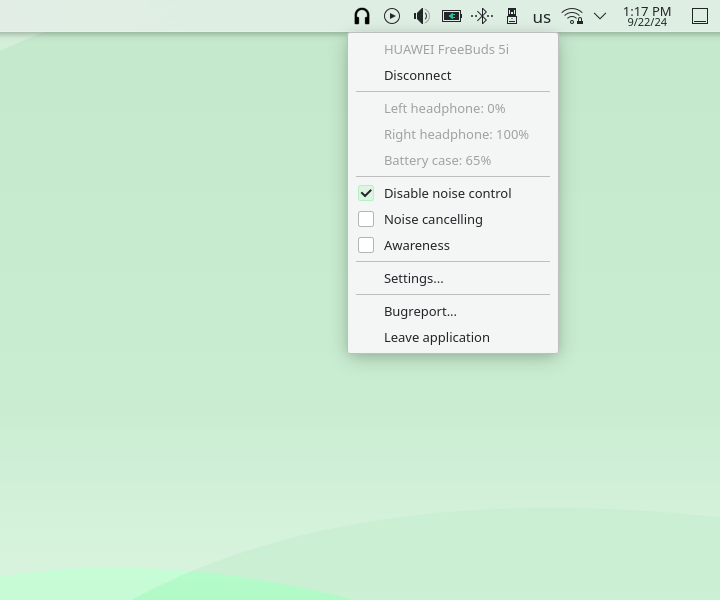 us
1:17 PM
9/22/24
HUAWEI FreeBuds 5i
Disconnect
Left headphone: 0%
Right headphone: 100%
Battery case: 65%
Disable noise control
Noise cancelling
Awareness
Settings...
Bugreport...
Leave application